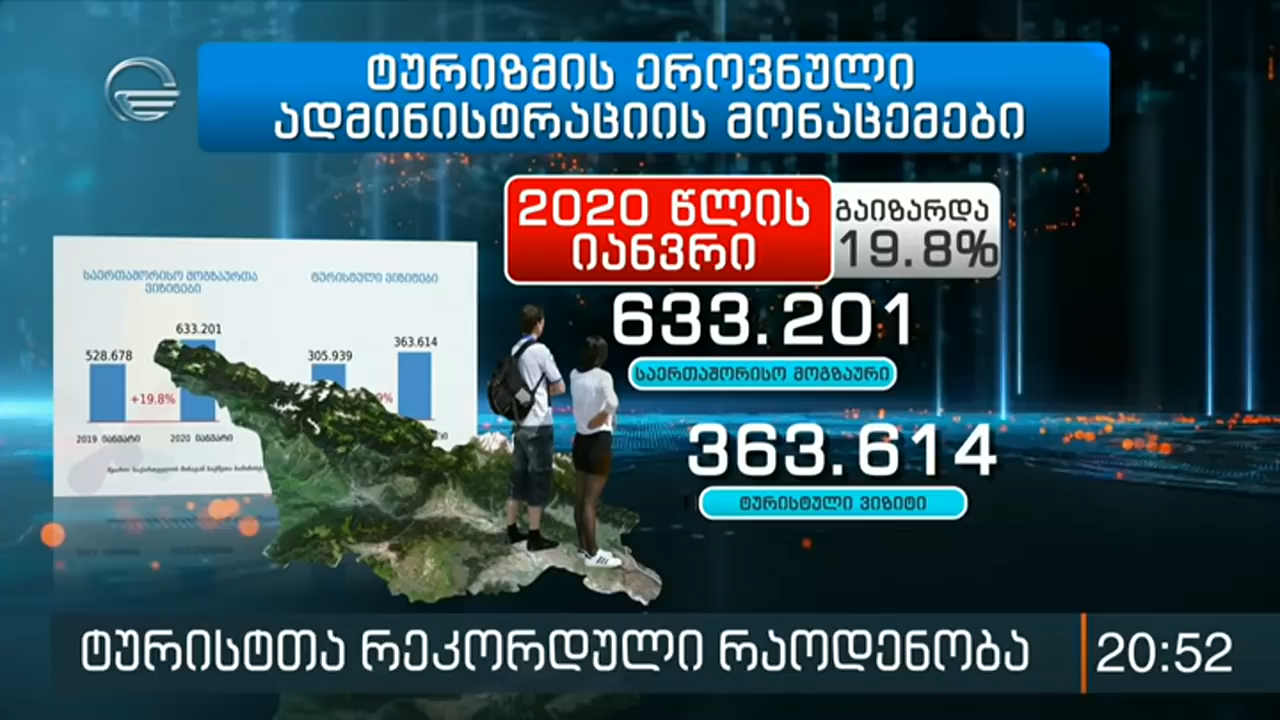 ტურიზმის ეროვნული
ადმინისტრაციის მონაცემები
2020 წლის
იანვრი
გაიზარდა
19.8%
633.201
საერთაშორისო მოგზაური
363.614
ტურისტული ვიზიტი
საერთაშორისო მოგზაურთა
ვიზიტები
528.678
633.201
+19.8%
2019 იანვარი
2020 იანვარი
ტურისტული ვიზიტები
305.939
363.614
ტურისტთა რეკორდული რაოდენობა
20:52